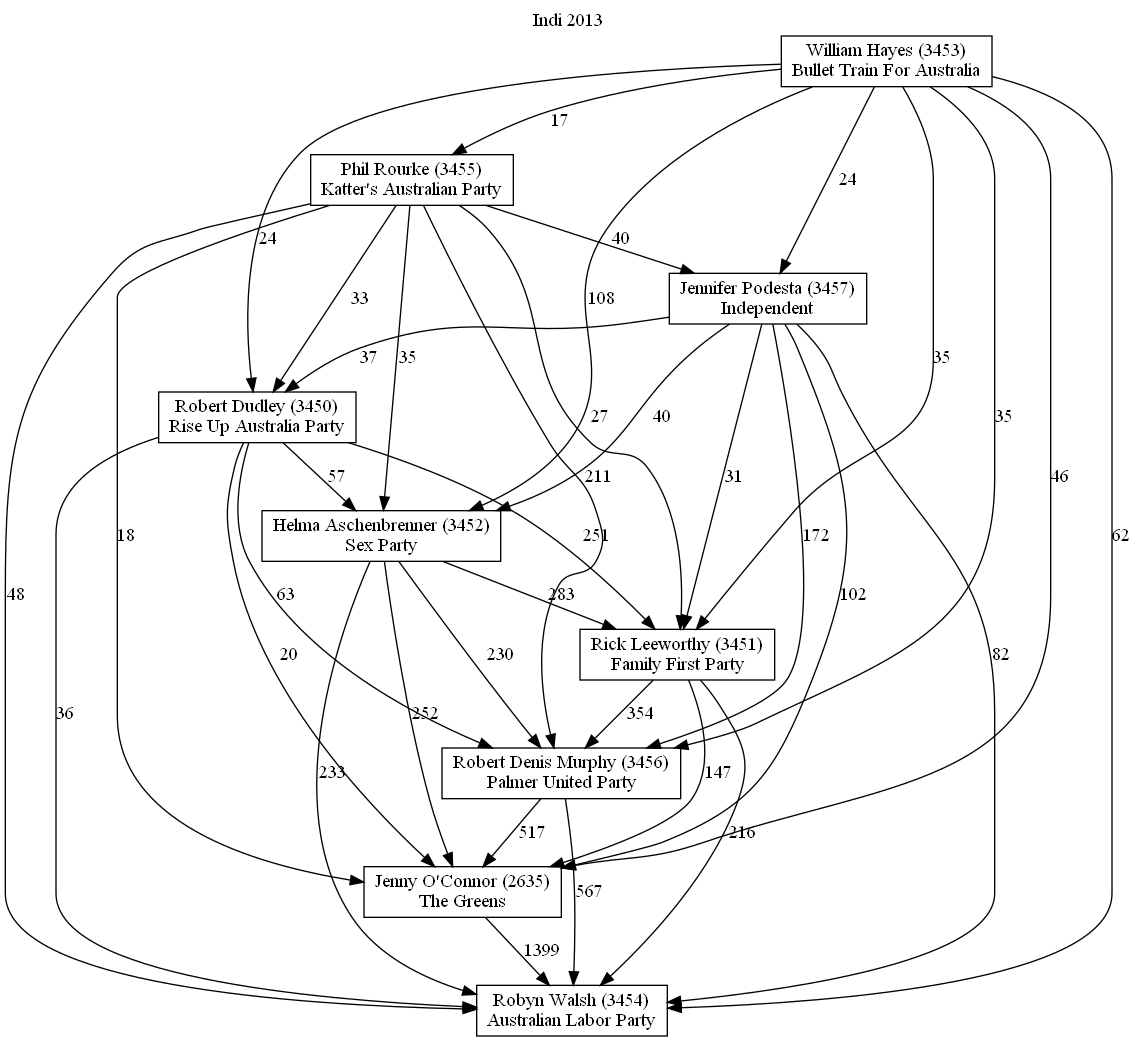 Indi 2013
William Hayes (3453)
Bullet Train For Australia
17
Phil Rourke (3455)
Katter's Australian Party
24
24
40
Jennifer Podesta (3457)
Independent
33
108
37
35
35
Robert Dudley (3450)
Rise Up Australia Party
27
40
35
57
211
31
46
Helma Aschenbrenner (3452)
Sex Party
18
251
172
62
48
63
283
102
Rick Leeworthy (3451)
Family First Party
20
230
82
36
252
354
Robert Denis Murphy (3456)
Palmer United Party
233
147
517
216
Jenny O'Connor (2635)
The Greens
567
1399
Robyn Walsh (3454)
Australian Labor Party